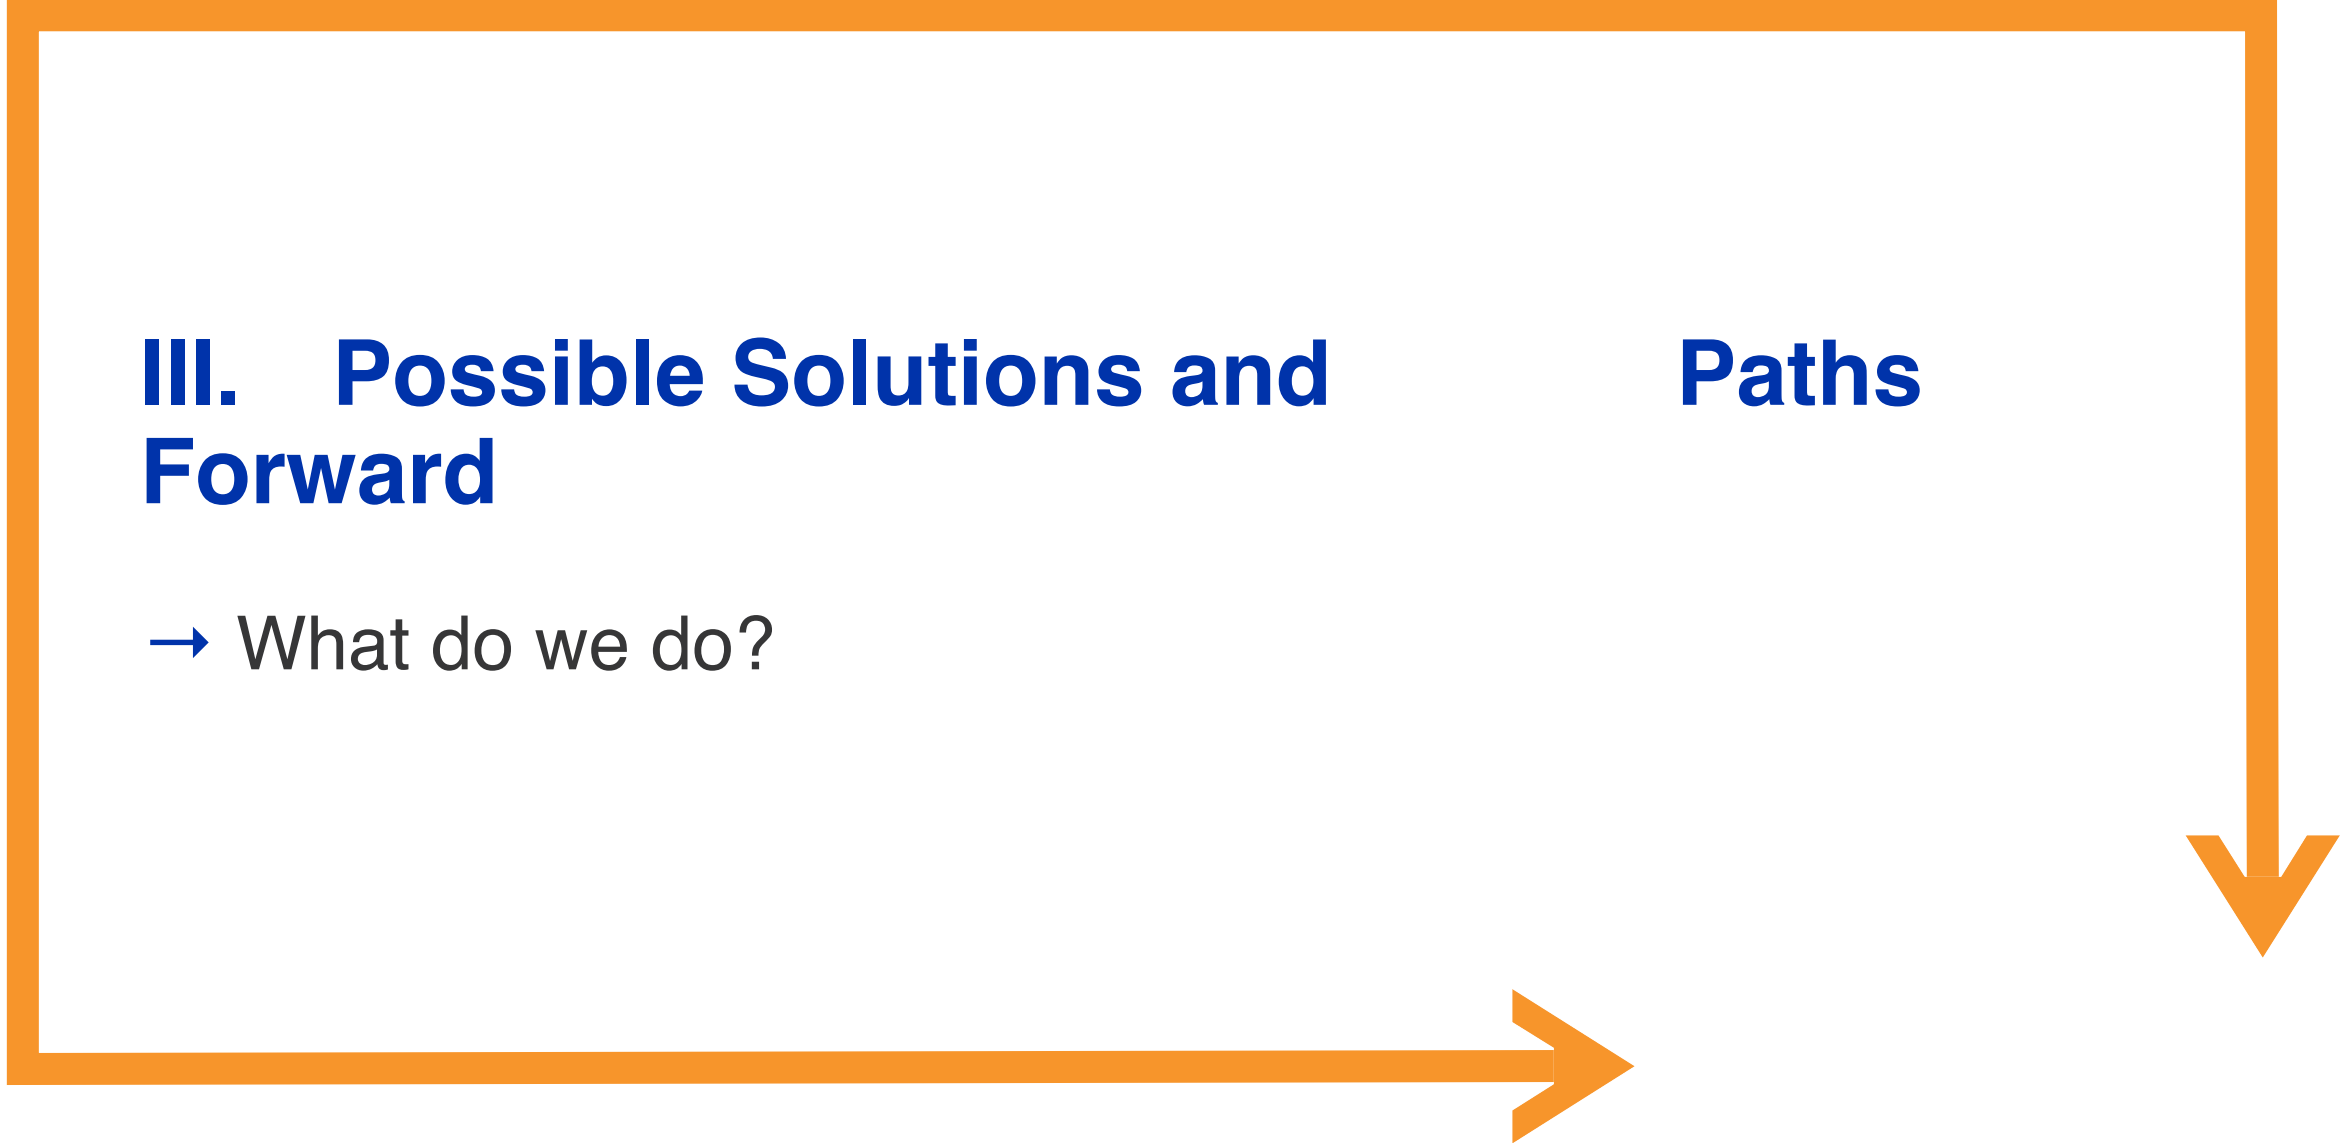 III. Possible Solutions and Paths
Forward
→ What do we do?